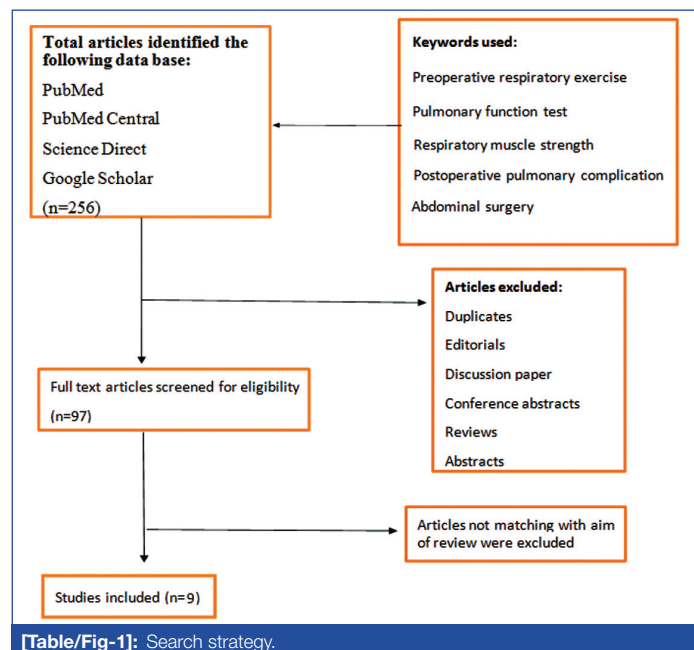 Total articles identified the
following data base:
PubMed
PubMed Central
Science Direct
Google Scholar
(n=256)
Keywords used:
Preoperative respiratory exercise
Pulmonary function test
Respiratory muscle strength
Postoperative pulmonary complication
Abdominal surgery
Articles excluded:
Duplicates
Editorials
Discussion paper
Conference abstracts
Reviews
Abstracts
Full text articles screened for eligibility
(n=97)
Articles not matching with aim
of review were excluded
Studies included (n=9)
[Table/Fig-1]: Search strategy.